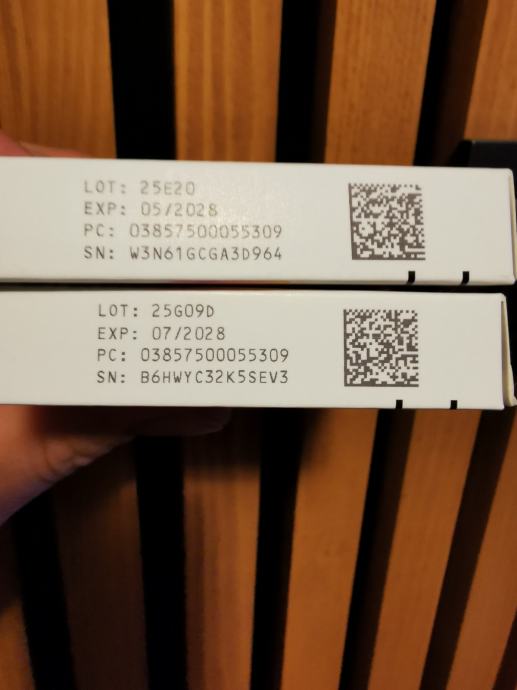 LOT: 25E20
EXP: 05/2028
PC: 03857500055309
SN: W3N61GCGA3D964
LOT: 25G09D
EXP: 07/2028
PC: 03857500055309
SN: B6HWYC32K5SEV3